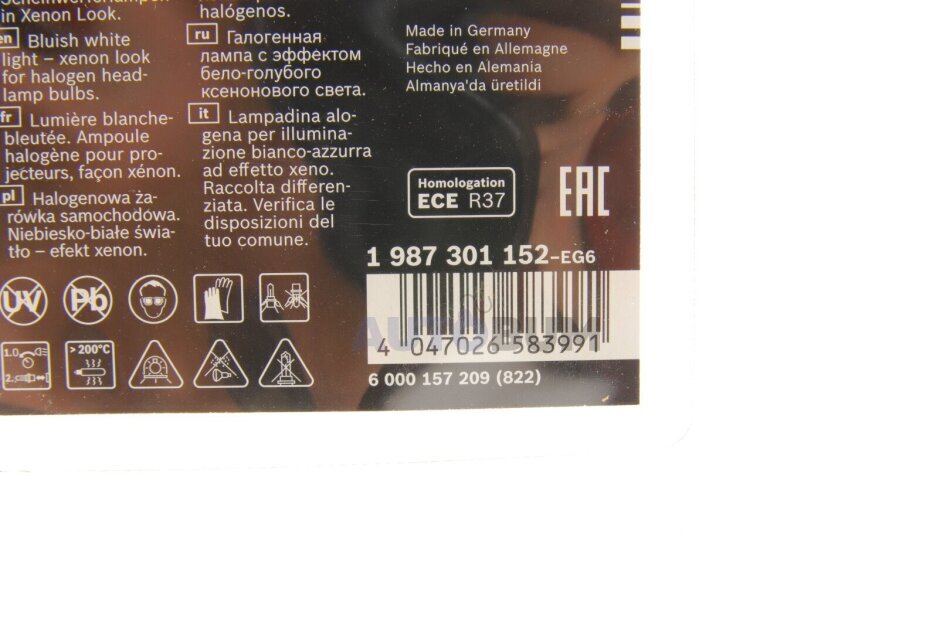 in Xenon Look.
en Bluish white
light – xenon look
for halogen head-
lamp bulbs.
fr Lumière blanche-
bleutée. Ampoule
halogène pour pro-
jecteurs, façon xénon.
pl Halogenowa ża-
rówka samochodowa.
Niebiesko-białe świa-
tło – efekt xenon.
halógenos.
ru Галогенная
лампа с эффектом
бело-голубого
ксенонового света.
it Lampadina alo-
gena per illumina-
zione bianco-azzurra
ad effetto xeno.
Raccolta differen-
ziata. Verifica le
disposizioni del
tuo comune.
Made in Germany
Fabriqué en Allemagne
Hecho en Alemania
Almanya'da üretildi
Homologation
ECE R37
EAC
1 987 301 152-EG6
4 047026 583991
6 000 157 209 (822)
UV
Pb
1.0
2.
> 200°C